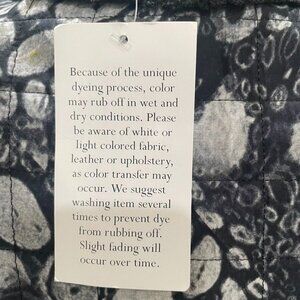 Because of the unique
dyeing process, color
may rub off in wet and
dry conditions. Please
be aware of white or
light colored fabric,
leather or upholstery,
as color transfer may
occur. We suggest
washing item several
times to prevent dye
from rubbing off.
Slight fading will
occur over time.